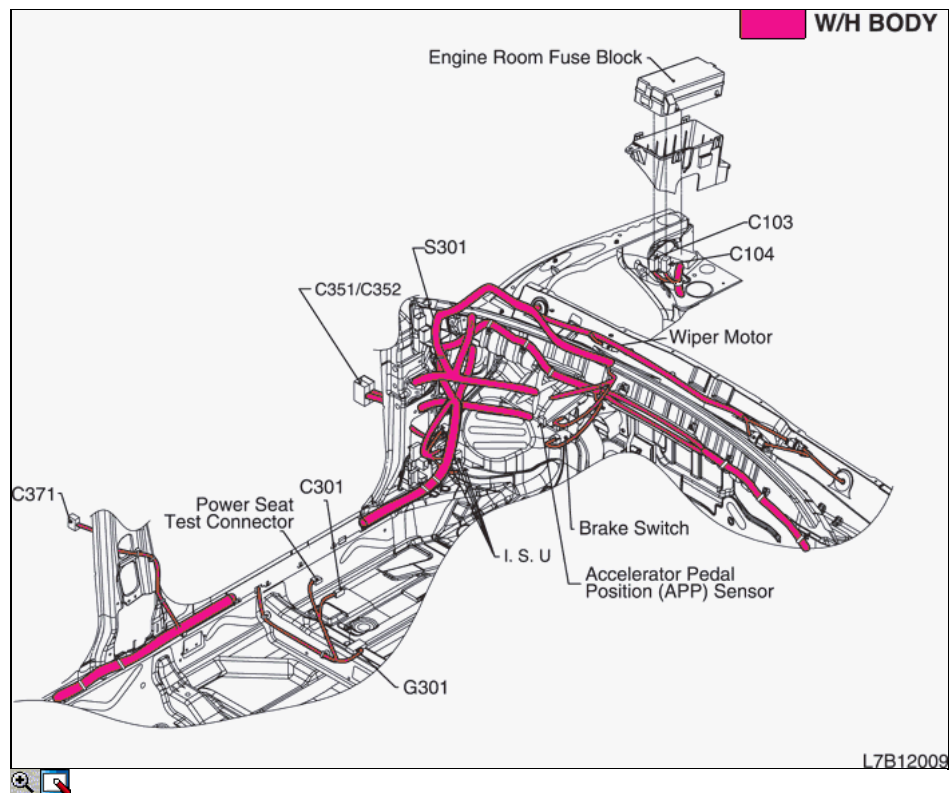 W/H BODY
Engine Room Fuse Block
C103
C104
S301
C351/C352
Wiper Motor
C371
Power Seat
Test Connector
C301
Brake Switch
I. S. U
Accelerator Pedal
Position (APP) Sensor
G301
L7B12009